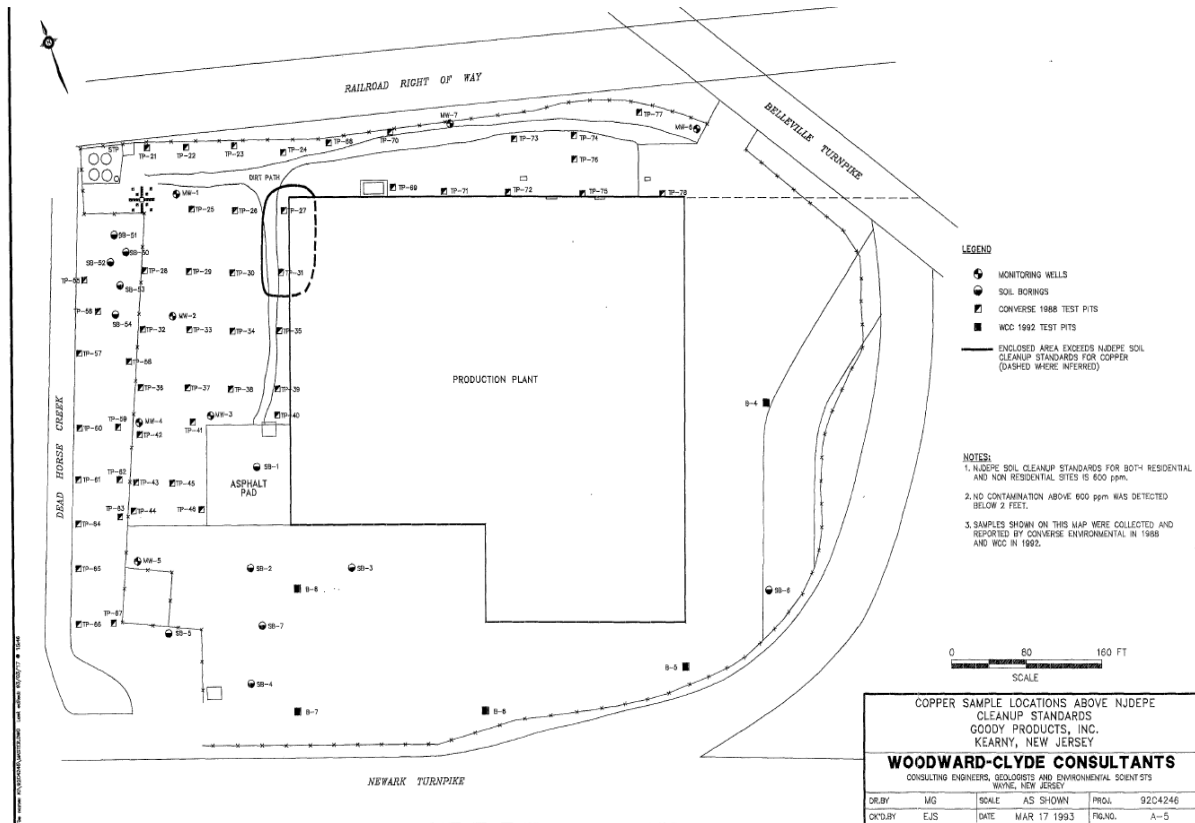 RAILROAD RIGHT OF WAY
BELLEVILLE TURNPIKE
MW-7
TP-77
MW-6
STP
TP-21
TP-22
TP-23
TP-24
TP-68
TP-70
TP-73
TP-74
TP-76
DIRT PATH
MW-1
TP-69
TP-71
TP-72
TP-75
TP-78
TP-25
TP-26
TP-27
SB-51
SB-50
SB-52
TP-55
TP-28
TP-29
TP-30
TP-31
SB-53
TP-58
SB-54
MW-2
TP-32
TP-33
TP-34
TP-35
TP-57
TP-56
PRODUCTION PLANT
TP-36
TP-37
TP-38
TP-39
B-4
TP-59
MW-4
MW-3
TP-40
TP-60
TP-42
TP-41
SB-1
ASPHALT
PAD
DEAD HORSE CREEK
TP-61
TP-62
TP-43
TP-45
TP-63
TP-44
TP-46
TP-64
MW-5
TP-65
SB-2
SB-3
B-8
SB-6
TP-66
TP-67
SB-5
SB-7
B-5
SB-4
B-7
B-6
NEWARK TURNPIKE
LEGEND
MONITORING WELLS
SOIL BORINGS
CONVERSE 1988 TEST PITS
WCC 1992 TEST PITS
ENCLOSED AREA EXCEEDS NJDEPE SOIL
CLEANUP STANDARDS FOR COPPER
(DASHED WHERE INFERRED)
NOTES:
1. NJDEPE SOIL CLEANUP STANDARDS FOR BOTH RESIDENTIAL
AND NON RESIDENTIAL SITES IS 600 ppm.
2. NO CONTAMINATION ABOVE 600 ppm WAS DETECTED
BELOW 2 FEET.
3. SAMPLES SHOWN ON THIS MAP WERE COLLECTED AND
REPORTED BY CONVERSE ENVIRONMENTAL IN 1988
AND WCC IN 1992.
0 80 160 FT
SCALE
COPPER SAMPLE LOCATIONS ABOVE NJDEPE
CLEANUP STANDARDS
GOODY PRODUCTS, INC.
KEARNY, NEW JERSEY
WOODWARD-CLYDE CONSULTANTS
CONSULTING ENGINEERS, GEOLOGISTS AND ENVIRONMENTAL SCIENTISTS
WAYNE, NEW JERSEY
DR.BY MG SCALE AS SHOWN PROJ. 92C4246
CK'D.BY EJS DATE MAR 17 1993 FIG.NO. A-5